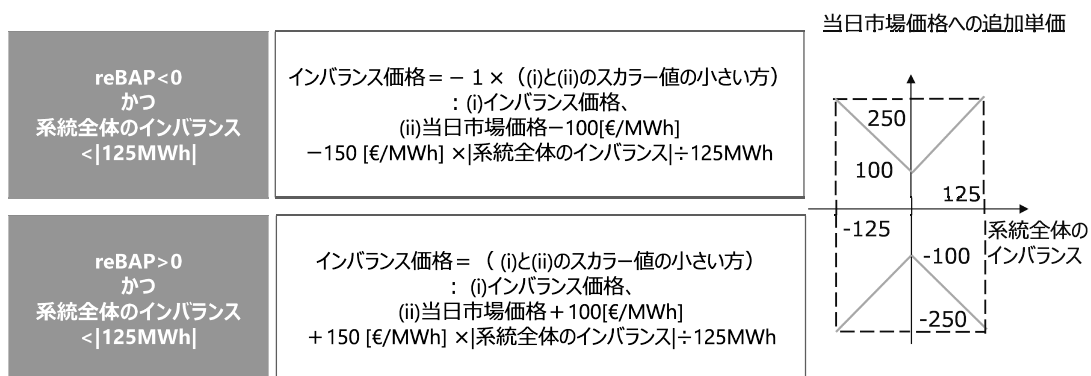 当日市場価格への追加単価
reBAP<0
かつ
系統全体のインバランス
<|125MWh|
インバランス価格=− 1 × ((i)と(ii)のスカラー値の小さい方)
: (i)インバランス価格、
(ii)当日市場価格−100[€/MWh]
−150 [€/MWh] ×|系統全体のインバランス|÷125MWh
reBAP>0
かつ
系統全体のインバランス
<|125MWh|
インバランス価格= ( (i)と(ii)のスカラー値の小さい方)
: (i)インバランス価格、
(ii)当日市場価格+100[€/MWh]
+150 [€/MWh] ×|系統全体のインバランス|÷125MWh
250
100
125
-125
系統全体の
インバランス
-100
-250